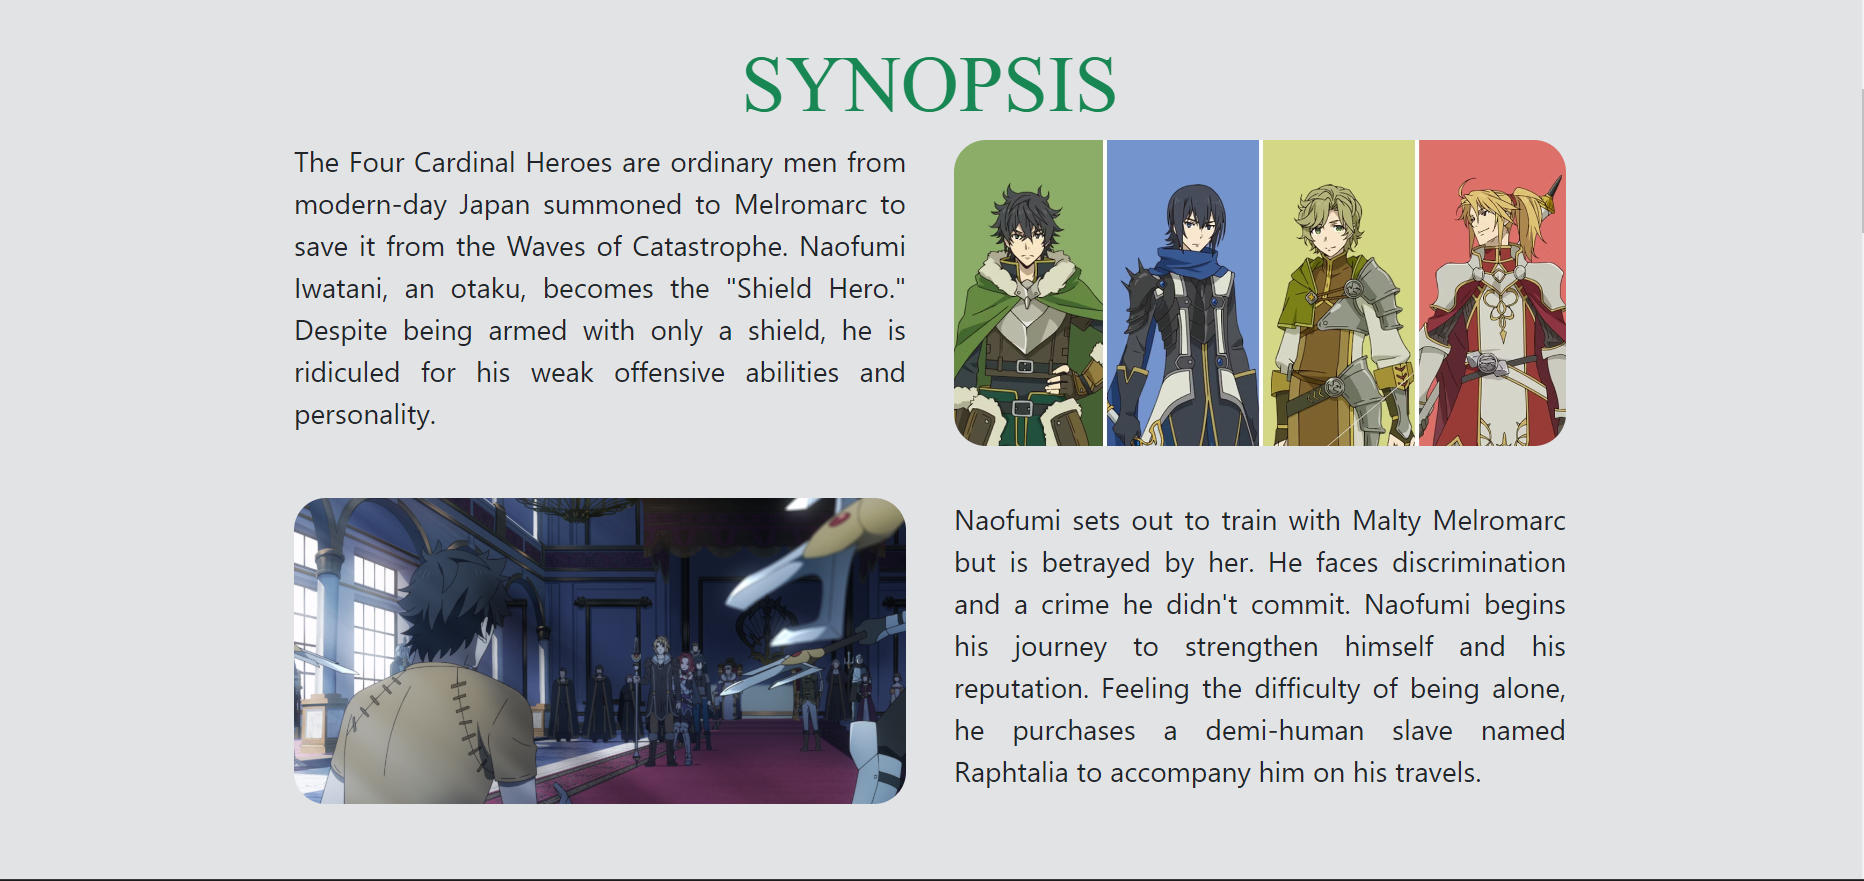 SYNOPSIS
The Four Cardinal Heroes are ordinary men from
modern-day Japan summoned to Melromarc to
save it from the Waves of Catastrophe. Naofumi
Iwatani, an otaku, becomes the "Shield Hero."
Despite being armed with only a shield, he is
ridiculed for his weak offensive abilities and
personality.
Naofumi sets out to train with Malty Melromarc
but is betrayed by her. He faces discrimination
and a crime he didn't commit. Naofumi begins
his journey to strengthen himself and his
reputation. Feeling the difficulty of being alone,
he purchases a demi-human slave named
Raphtalia to accompany him on his travels.